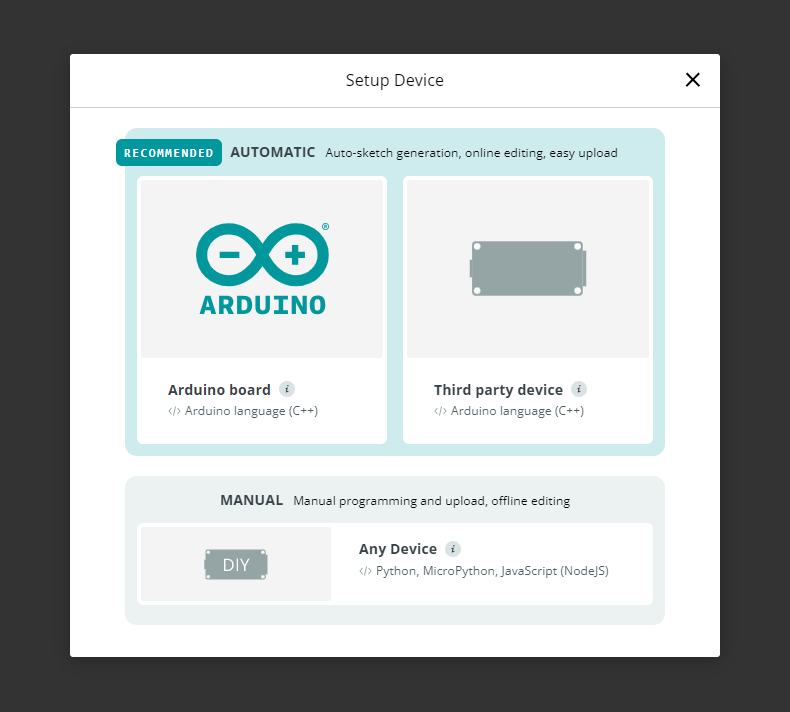 Setup Device
RECOMMENDED AUTOMATIC Auto-sketch generation, online editing, easy upload
ARDUINO®
Arduino board i
</> Arduino language (C++)
Third party device i
</> Arduino language (C++)
MANUAL Manual programming and upload, offline editing
DIY
Any Device i
</> Python, MicroPython, JavaScript (NodeJS)